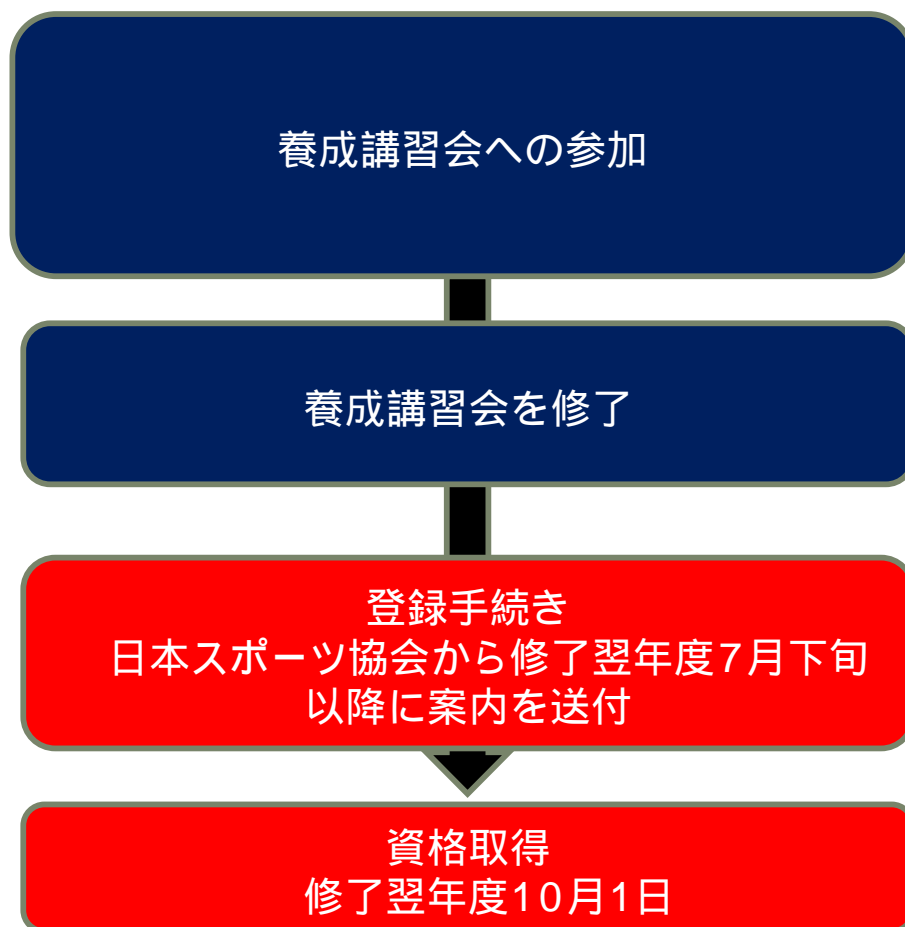 養成講習会への参加
養成講習会を修了
登録手続き
日本スポーツ協会から修了翌年度7月下旬
以降に案内を送付
資格取得
修了翌年度10月1日